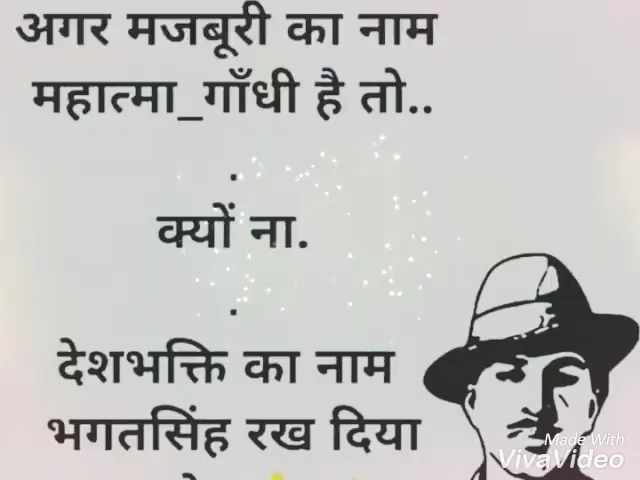 अगर मजबूरी का नाम
महात्मा_गाँधी है तो..
.
क्यों ना.
.
देशभक्ति का नाम
भगतसिंह रख दिया
Made With
VivaVideo